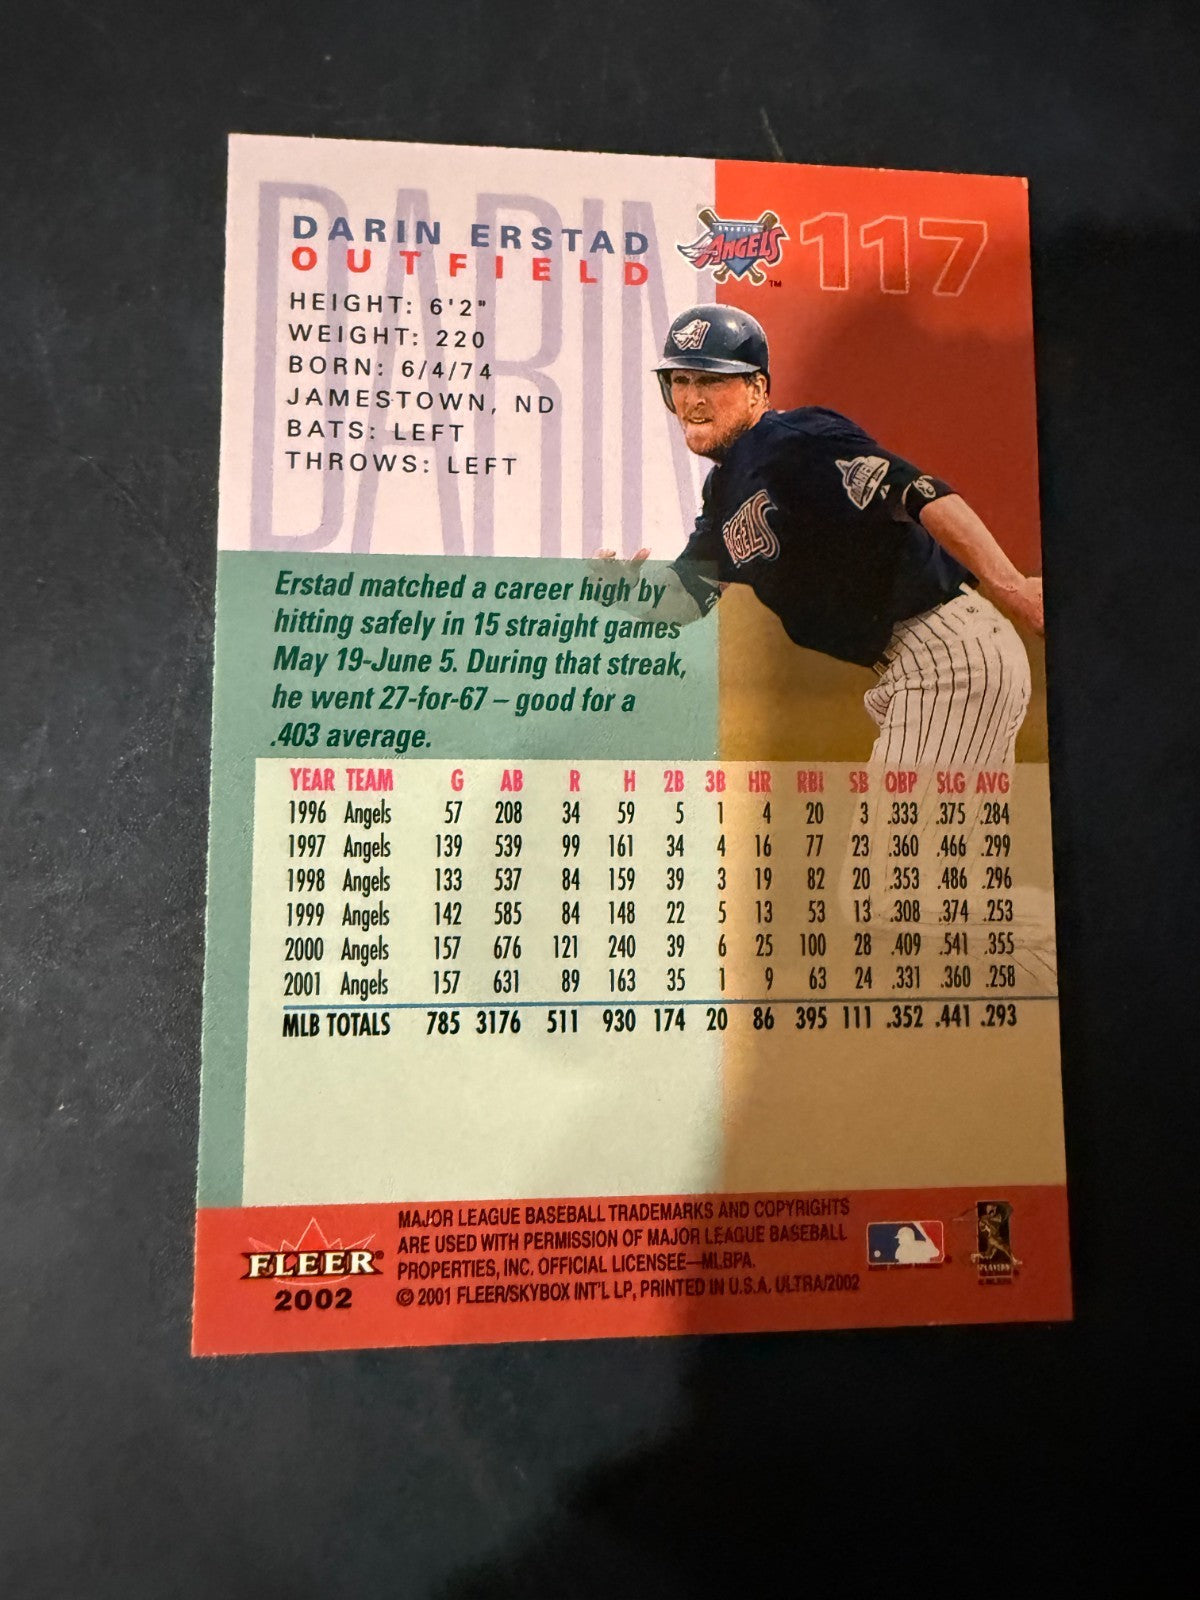 DARIN
DARIN ERSTAD
OUTFIELD
ANGELS
TM
117
HEIGHT: 6'2"
WEIGHT: 220
BORN: 6/4/74
JAMESTOWN, ND
BATS: LEFT
THROWS: LEFT
Erstad matched a career high by
hitting safely in 15 straight games
May 19-June 5. During that streak,
he went 27-for-67 – good for a
.403 average.
YEAR TEAM G AB R H 2B 3B HR RBI SB OBP SLG AVG
1996 Angels 57 208 34 59 5 1 4 20 3 .333 .375 .284
1997 Angels 139 539 99 161 34 4 16 77 23 .360 .466 .299
1998 Angels 133 537 84 159 39 3 19 82 20 .353 .486 .296
1999 Angels 142 585 84 148 22 5 13 53 13 .308 .374 .253
2000 Angels 157 676 121 240 39 6 25 100 28 .409 .541 .355
2001 Angels 157 631 89 163 35 1 9 63 24 .331 .360 .258
MLB TOTALS 785 3176 511 930 174 20 86 395 111 .352 .441 .293
FLEER®
2002
MAJOR LEAGUE BASEBALL TRADEMARKS AND COPYRIGHTS
ARE USED WITH PERMISSION OF MAJOR LEAGUE BASEBALL
PROPERTIES, INC. OFFICIAL LICENSEE—MLBPA.
© 2001 FLEER/SKYBOX INT'L LP, PRINTED IN U.S.A. ULTRA/2002